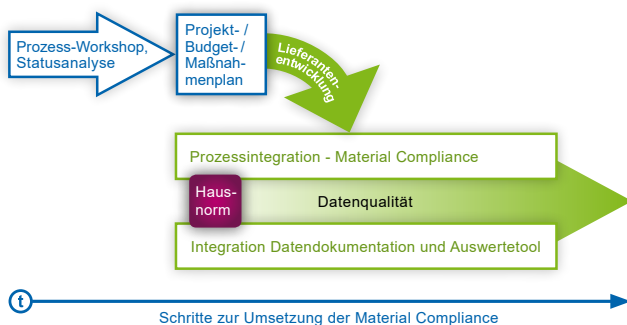 Prozess-Workshop,
Statusanalyse
Projekt- /
Budget- /
Maßnah-
menplan
Lieferanten-
entwicklung
Prozessintegration - Material Compliance
Haus-
norm
Datenqualität
Integration Datendokumentation und Auswertetool
t
Schritte zur Umsetzung der Material Compliance